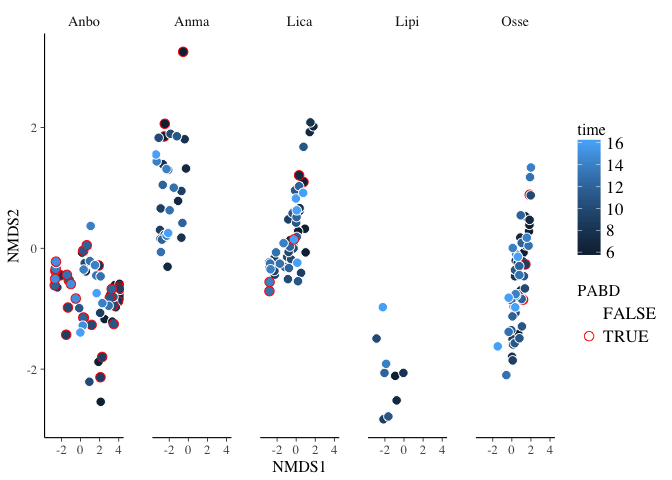 Anbo Anma Lica Lipi Osse
NMDS2
2
0
-2
-2 0 2 4 -2 0 2 4 -2 0 2 4 -2 0 2 4 -2 0 2 4
NMDS1
time
16
14
12
10
8
6
PABD
FALSE
TRUE